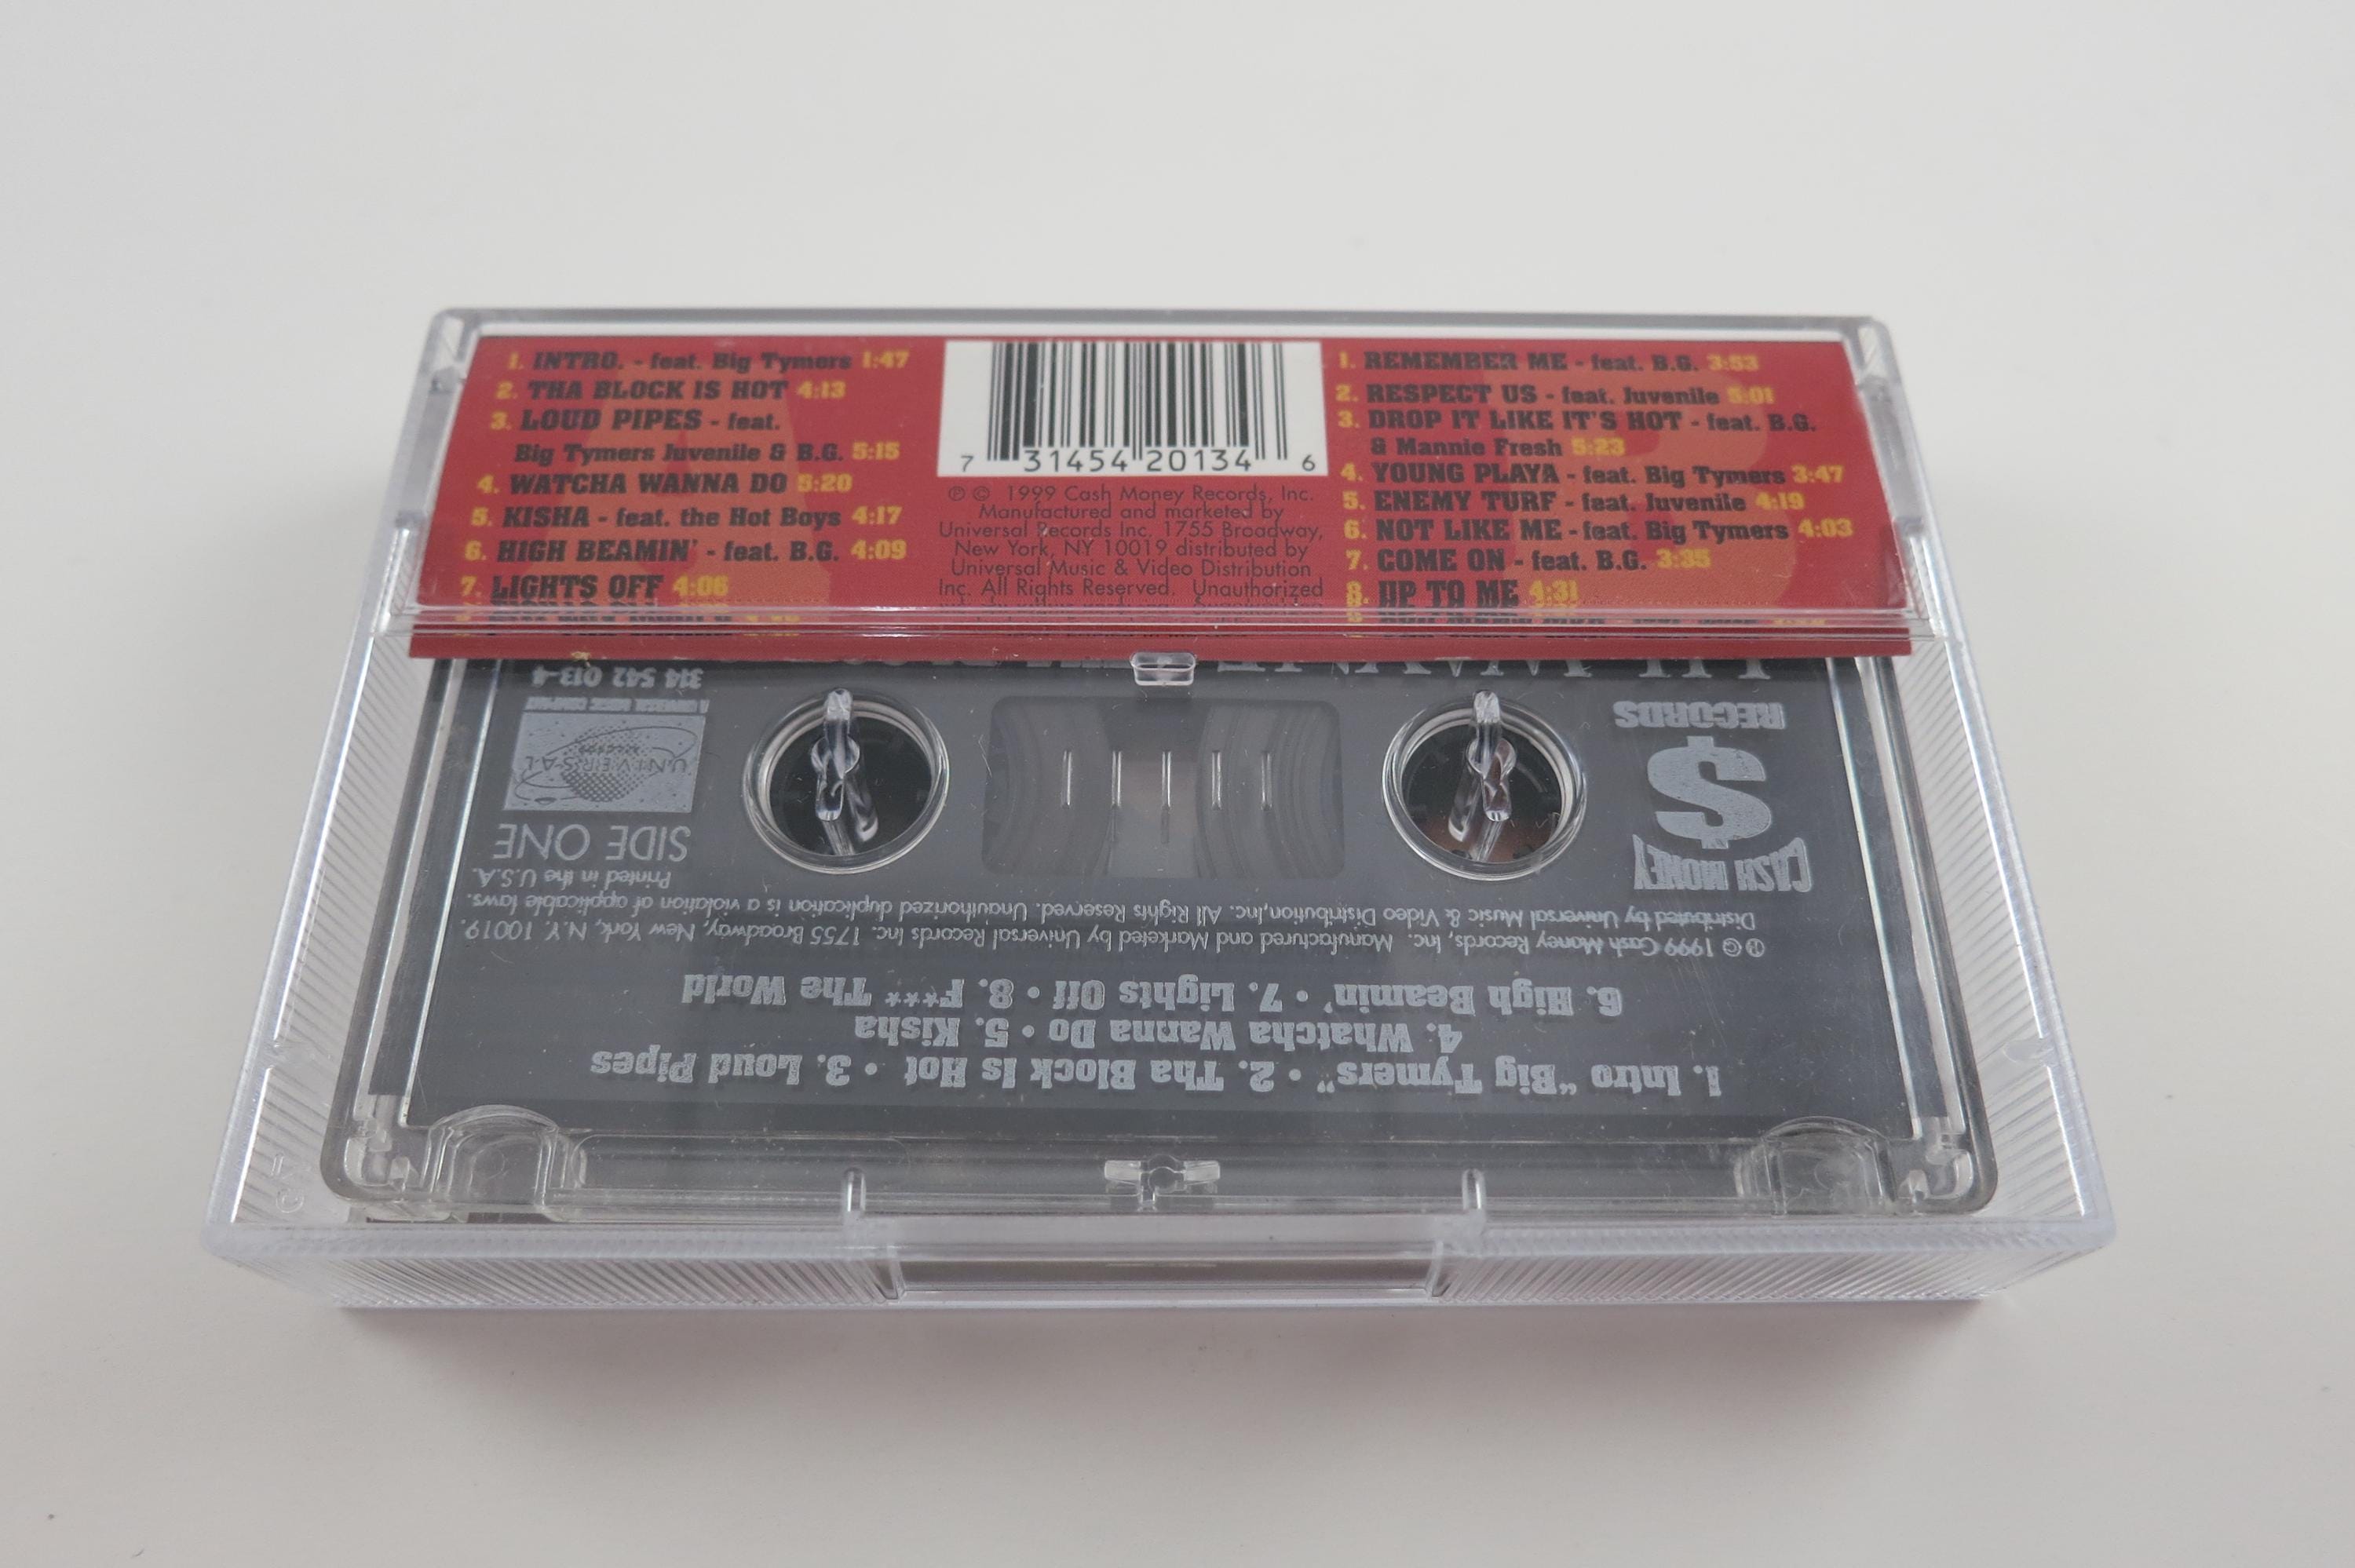 1. INTRO. - feat. Big Tymers 1:47
2. THA BLOCK IS HOT 4:13
3. LOUD PIPES - feat.
Big Tymers Juvenile & B.G. 5:15
4. WATCHA WANNA DO 5:20
5. KISHA - feat. the Hot Boys 4:17
6. HIGH BEAMIN' - feat. B.G. 4:09
7. LIGHTS OFF 4:06
7 31454 20134 6
℗ © 1999 Cash Money Records, Inc.
Manufactured and marketed by
Universal Records Inc. 1755 Broadway,
New York, NY 10019 distributed by
Universal Music & Video Distribution
Inc. All Rights Reserved. Unauthorized
1. REMEMBER ME - feat. B.G. 3:53
2. RESPECT US - feat. Juvenile 5:01
3. DROP IT LIKE IT'S HOT - feat. B.G.
& Mannie Fresh 5:23
4. YOUNG PLAYA - feat. Big Tymers 3:47
5. ENEMY TURF - feat. Juvenile 4:19
6. NOT LIKE ME - feat. Big Tymers 4:03
7. COME ON - feat. B.G. 3:35
8. UP TO ME 4:31
1. Intro "Big Tymers" • 2. Tha Block Is Hot • 3. Loud Pipes
4. Whatcha Wanna Do • 5. Kisha
6. High Beamin' • 7. Lights Off • 8. F**** The World
℗ © 1999 Cash Money Records, Inc. Manufactured and Marketed by Universal Records Inc. 1755 Broadway, New York, N.Y. 10019.
Distributed by Universal Music & Video Distribution, Inc. All Rights Reserved. Unauthorized duplication is a violation of applicable laws.
Printed in the U.S.A.
CASH MONEY
$
RECORDS
SIDE ONE
UNIVERSAL
RECORDS
A UNIVERSAL MUSIC COMPANY
314 542 013-4
LIL WAYNE